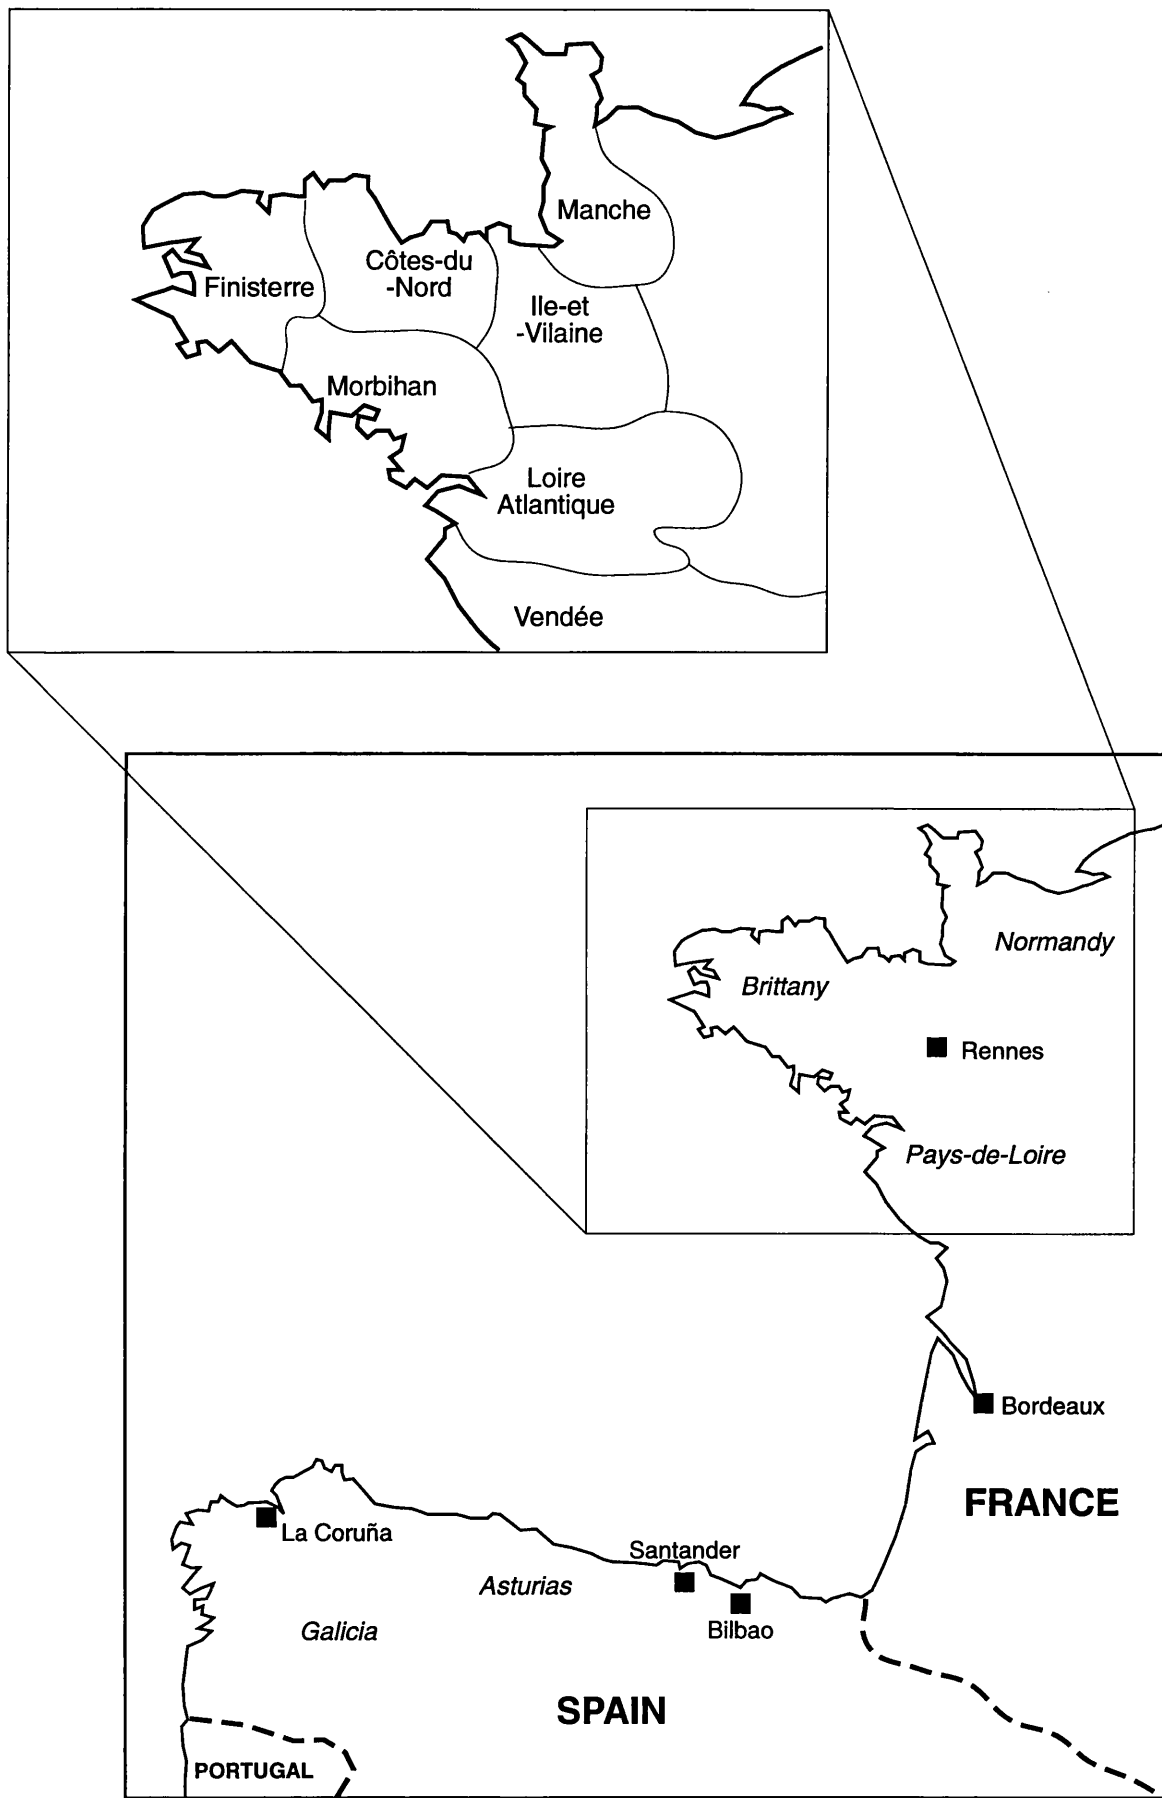 Manche
Côtes-du
-Nord
Finisterre
Ile-et
-Vilaine
Morbihan
Loire
Atlantique
Vendée
Normandy
Brittany
Rennes
Pays-de-Loire
Bordeaux
FRANCE
La Coruña
Santander
Asturias
Bilbao
Galicia
SPAIN
PORTUGAL